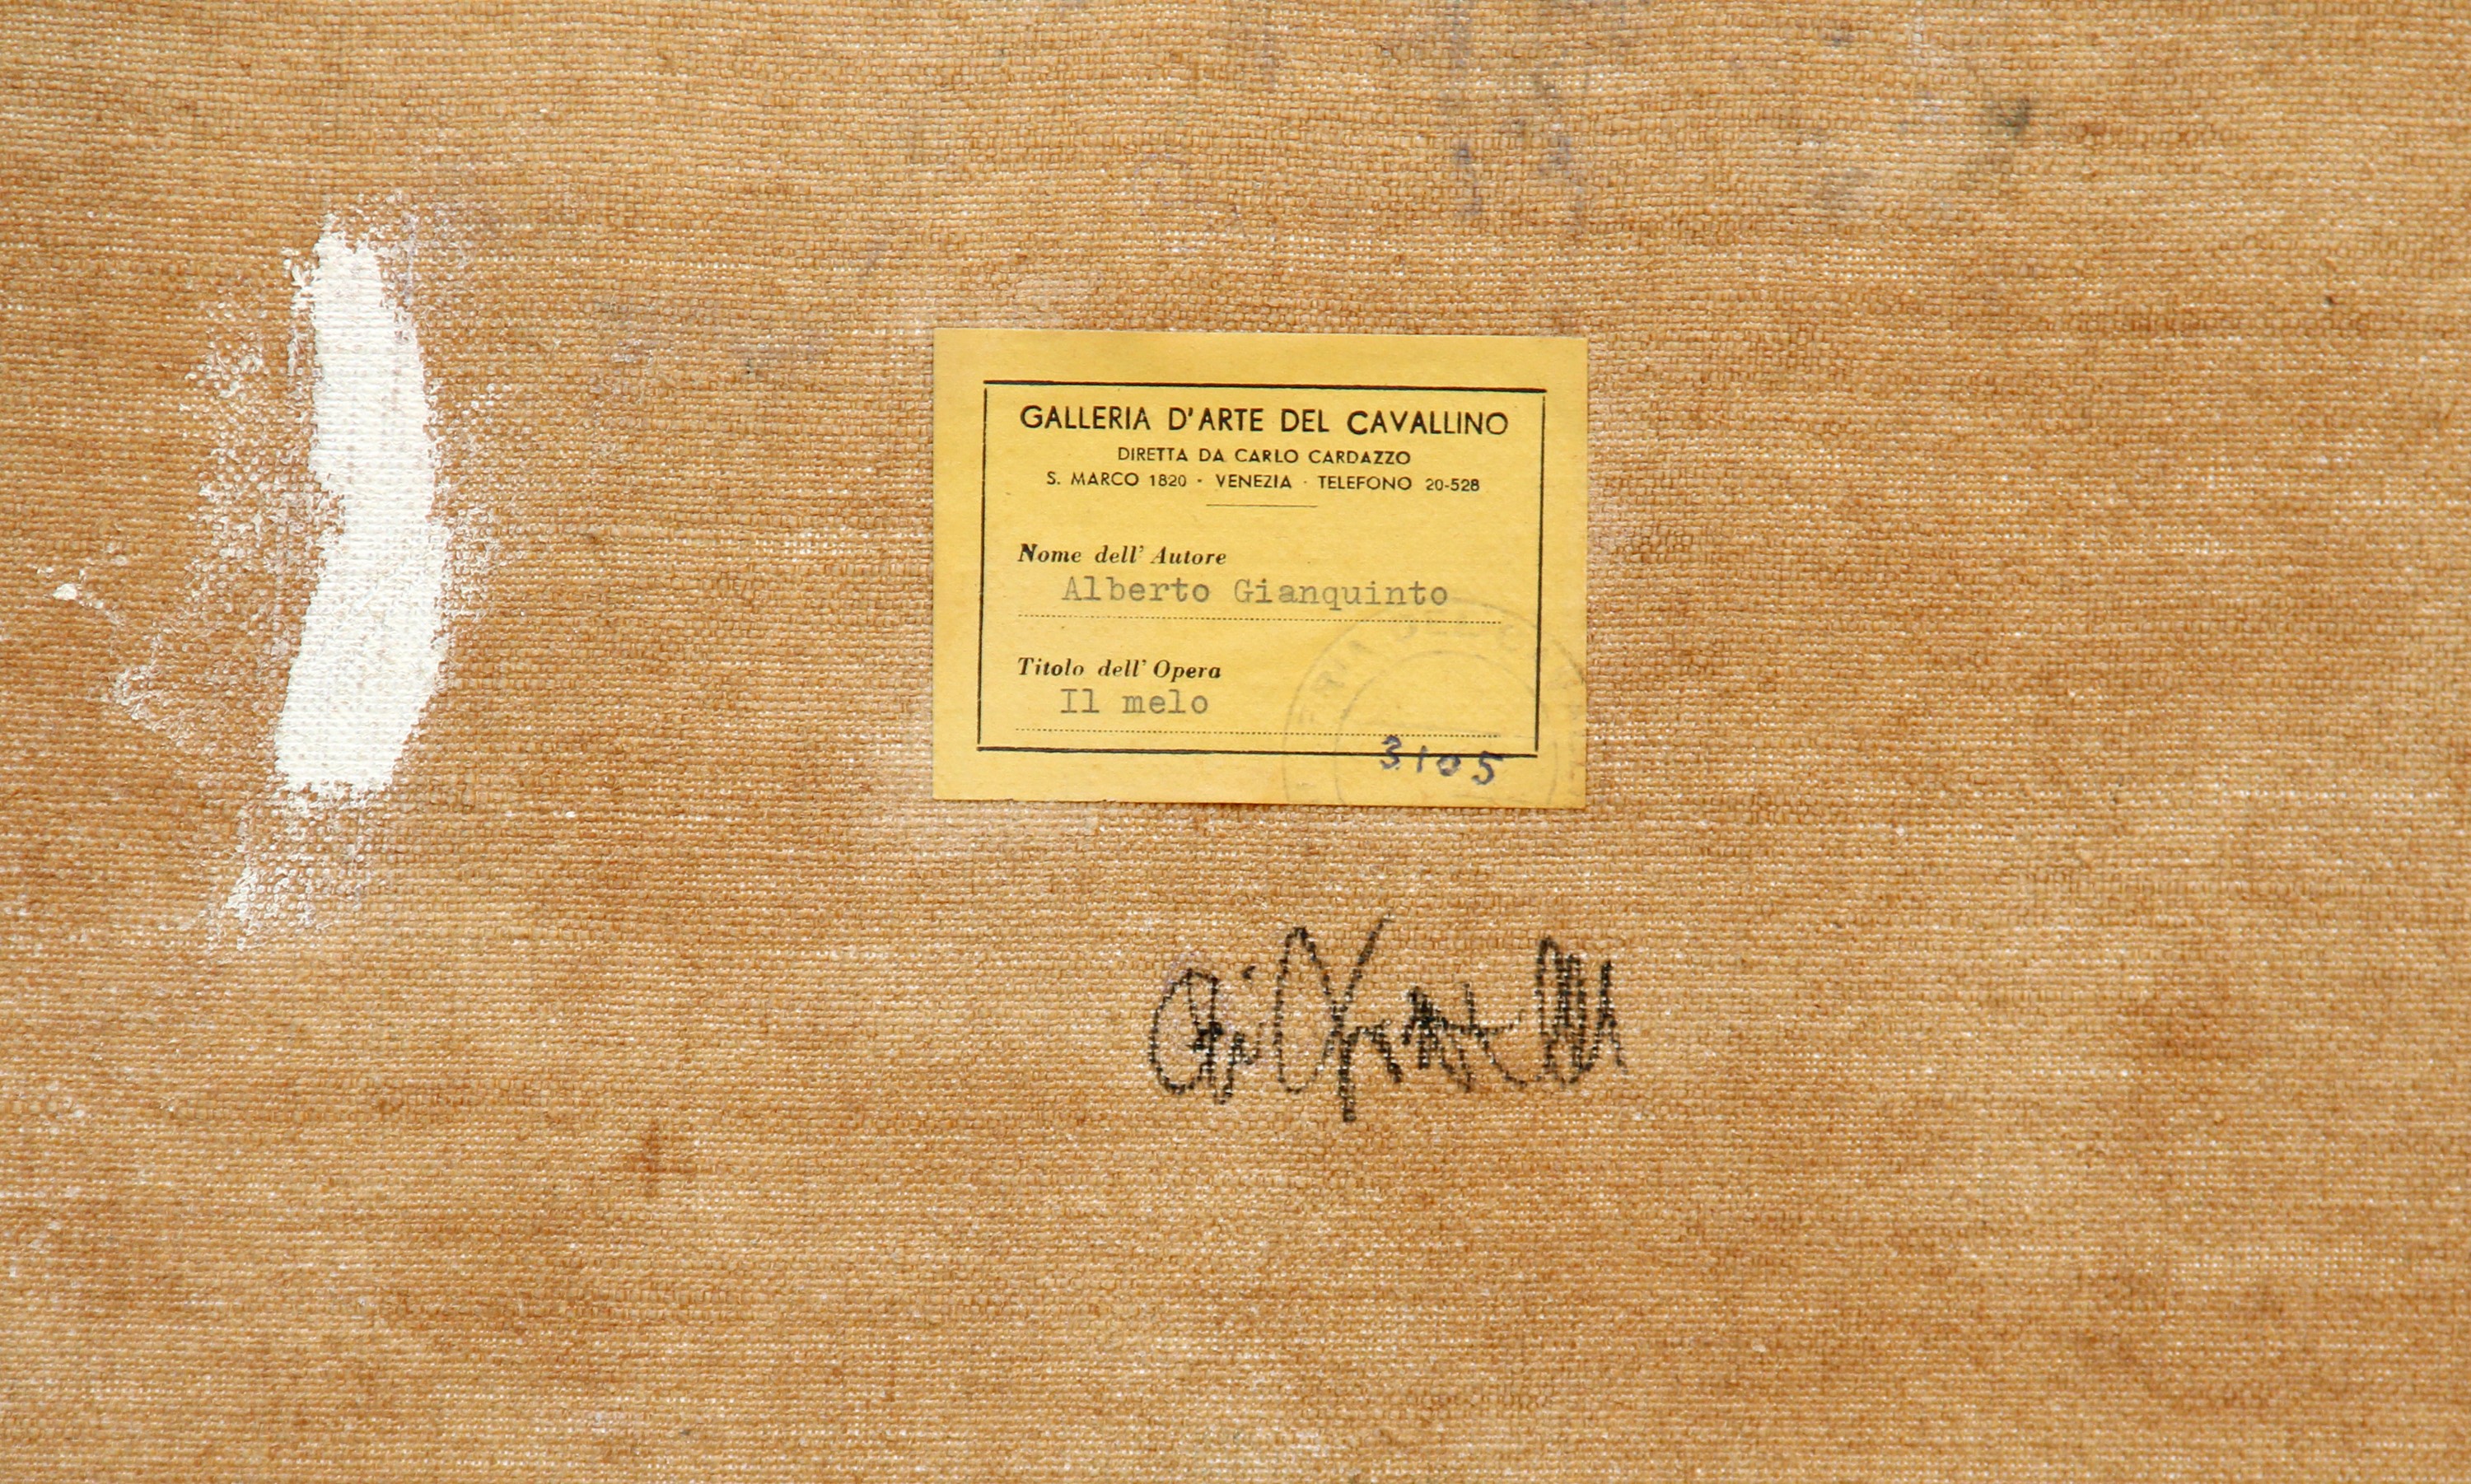 GALLERIA D'ARTE DEL CAVALLINO
DIRETTA DA CARLO CARDAZZO
S. MARCO 1820 - VENEZIA - TELEFONO 20-528
Nome dell' Autore
Alberto Gianquinto
Titolo dell' Opera
Il melo
3105